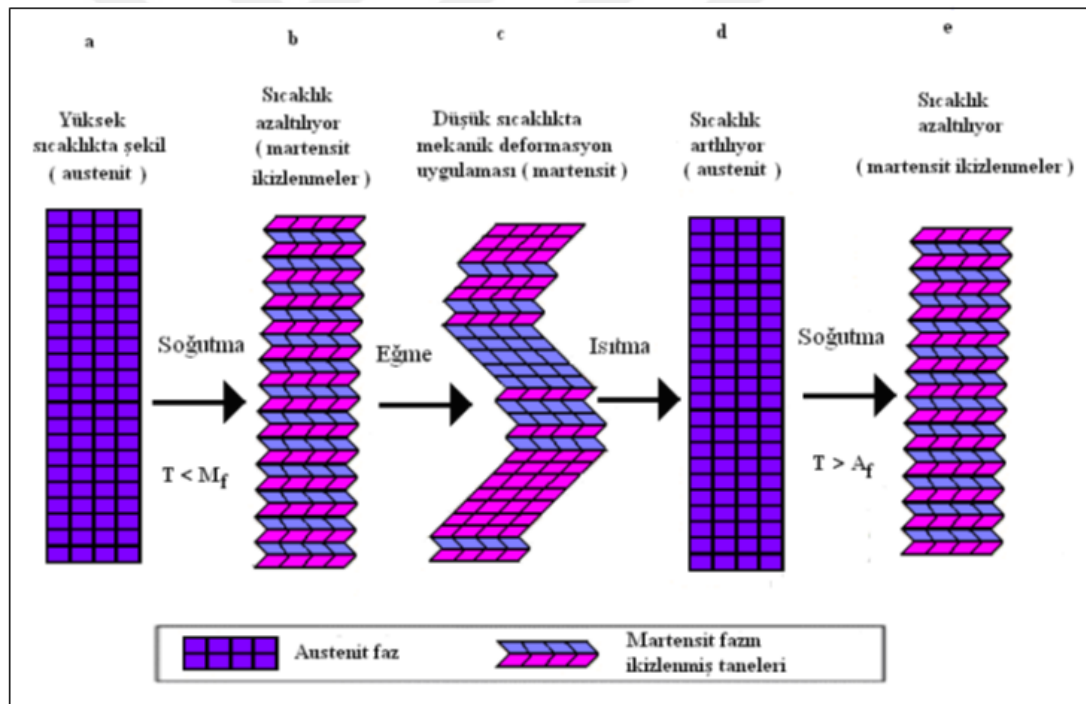 a
b
c
d
e
Yüksek
sıcaklıkta şekil
( austenit )
Sıcaklık
azaltılıyor
( martensit
ikizlenmeler )
Düşük sıcaklıkta
mekanik deformasyon
uygulaması ( martensit )
Sıcaklık
artılıyor
( austenit )
Sıcaklık
azaltılıyor
( martensit ikizlenmeler )
Soğutma
T < Mf
Eğme
Isıtma
Soğutma
T > Af
Austenit faz
Martensit fazın
ikizlenmiş taneleri